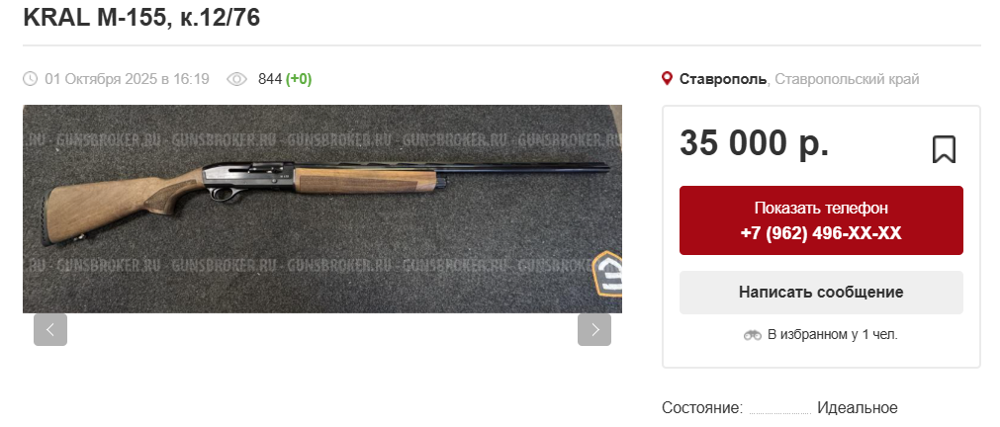 KRAL M-155, к.12/76
01 Октября 2025 в 16:19 844 (+0)
.RU - GUNSBROKER.RU - GUNSBROKER.RU - GUNSBROKER.RU - GUNSBROKER.RU -
.RU - GUNSBROKER.RU - GUNSBROKER.RU - GUNSBROKER.RU - GUNSBROKER.RU
Ставрополь, Ставропольский край
35 000 р.
Показать телефон
+7 (962) 496-XX-XX
Написать сообщение
В избранном у 1 чел.
Состояние: Идеальное